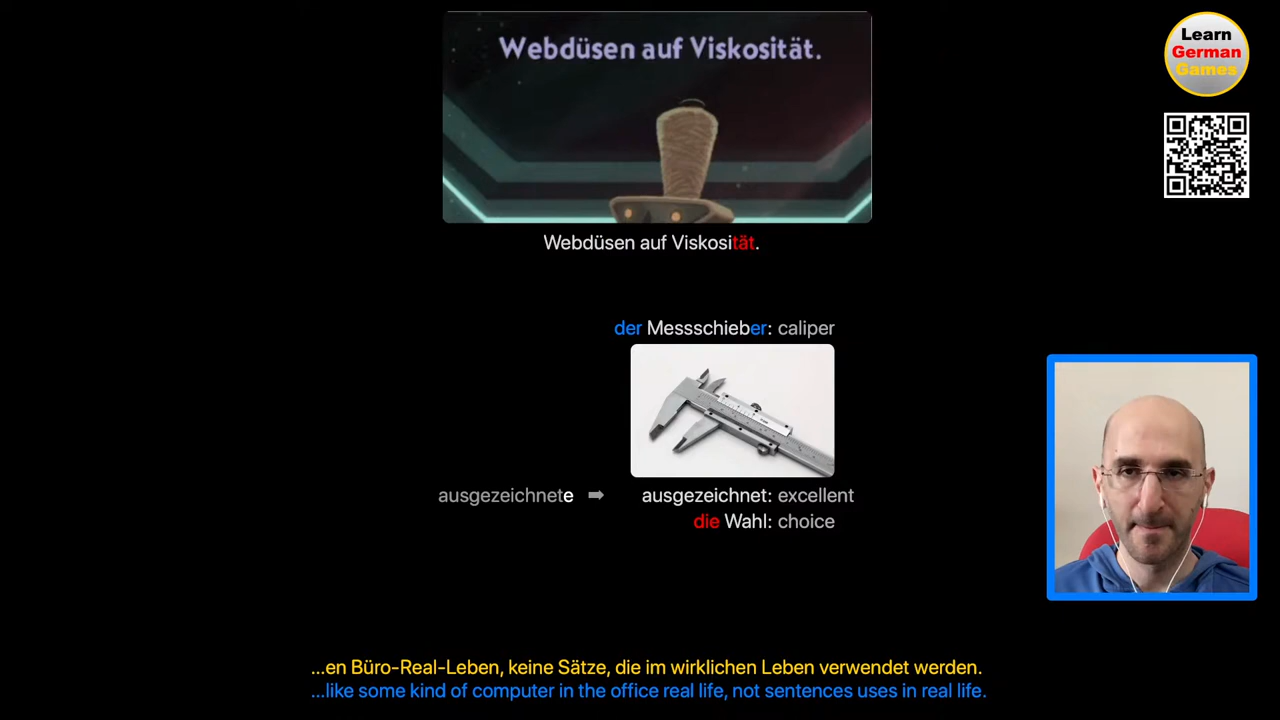 Webdüsen auf Viskosität.
Learn
German
Games
Webdüsen auf Viskosität.
der Messschieber: caliper
ausgezeichnete ➡ ausgezeichnet: excellent
die Wahl: choice
...en Büro-Real-Leben, keine Sätze, die im wirklichen Leben verwendet werden.
...like some kind of computer in the office real life, not sentences uses in real life.